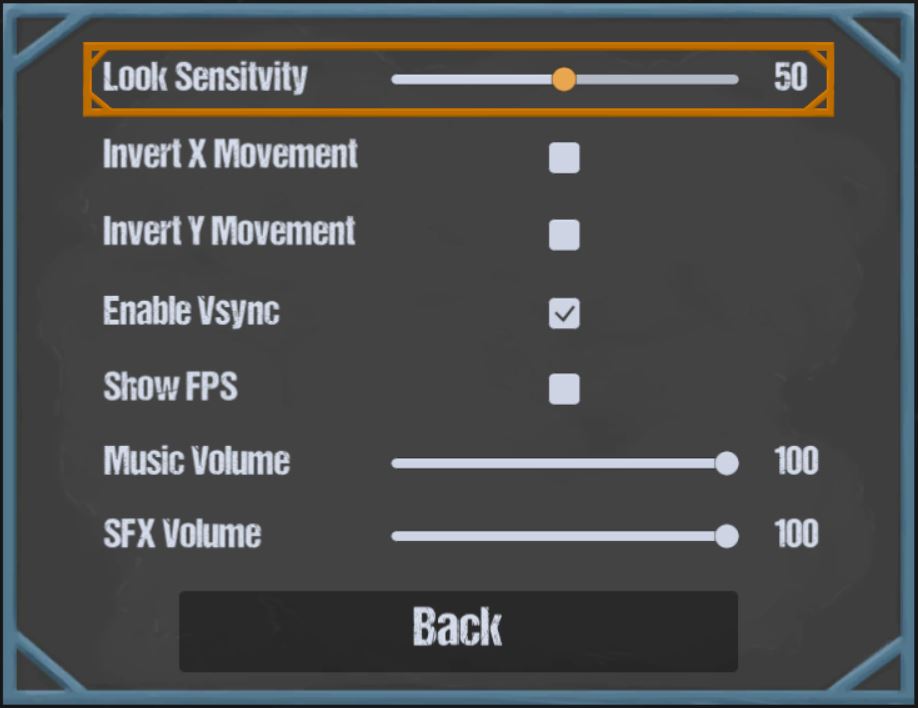 Look Sensitvity 50
Invert X Movement
Invert Y Movement
Enable Vsync
Show FPS
Music Volume 100
SFX Volume 100
Back